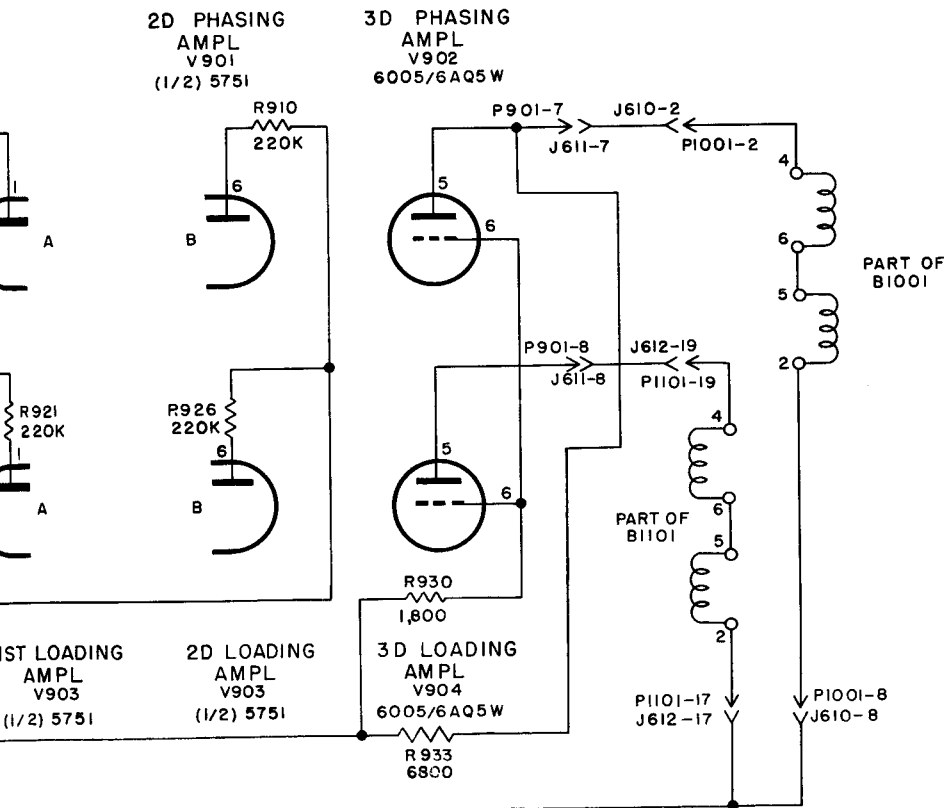 2D PHASING
AMPL
V901
(1/2) 5751
3D PHASING
AMPL
V902
6005/6AQ5W
R910
220K
P901-7
J611-7
J610-2
P1001-2
4
1
6
5
6
A
B
6
5
2
PART OF
B1001
P901-8
J611-8
J612-19
P1101-19
R921
220K
R926
220K
1
6
5
6
A
B
4
6
5
2
PART OF
B1101
R930
1,800
1ST LOADING
AMPL
V903
(1/2) 5751
2D LOADING
AMPL
V903
(1/2) 5751
3D LOADING
AMPL
V904
6005/6AQ5W
P1101-17
J612-17
P1001-8
J610-8
R933
6800